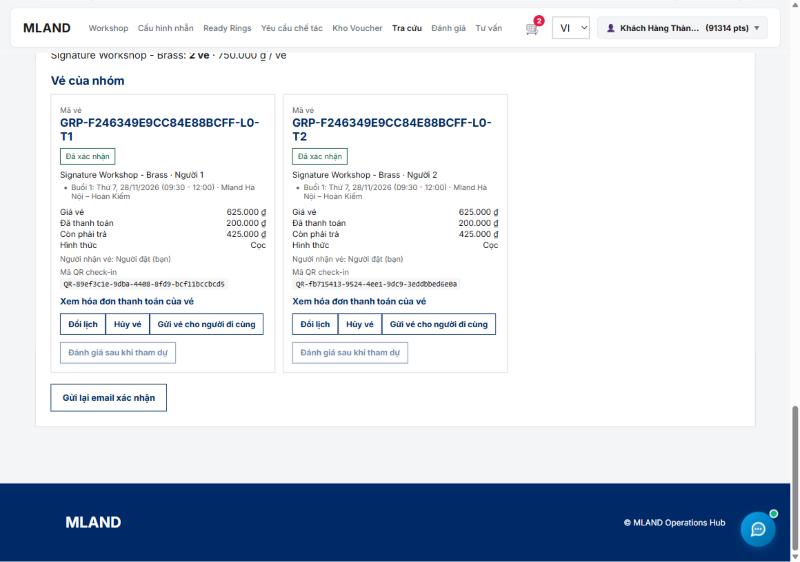 MLAND
Workshop Cấu hình nhẫn Ready Rings Yêu cầu chế tác Kho Voucher Tra cứu Đánh giá Tư vấn
2
VI
Khách Hàng Thàn... (91314 pts)
Signature Workshop - Brass: 2 vé · 750.000 ₫ / vé
Vé của nhóm
Mã vé
GRP-F246349E9CC84E88BCFF-L0-
T1
Đã xác nhận
Signature Workshop - Brass · Người 1
• Buổi 1: Thứ 7, 28/11/2026 (09:30 - 12:00) · Mland Hà
Nội – Hoàn Kiếm
Giá vé 625.000 ₫
Đã thanh toán 200.000 ₫
Còn phải trả 425.000 ₫
Hình thức Cọc
Người nhận vé: Người đặt (bạn)
Mã QR check-in
QR-89ef3c1e-9dba-4408-8fd9-bcf11bccbcd5
Xem hóa đơn thanh toán của vé
Đổi lịch Hủy vé Gửi vé cho người đi cùng
Đánh giá sau khi tham dự
Mã vé
GRP-F246349E9CC84E88BCFF-L0-
T2
Đã xác nhận
Signature Workshop - Brass · Người 2
• Buổi 1: Thứ 7, 28/11/2026 (09:30 - 12:00) · Mland Hà
Nội – Hoàn Kiếm
Giá vé 625.000 ₫
Đã thanh toán 200.000 ₫
Còn phải trả 425.000 ₫
Hình thức Cọc
Người nhận vé: Người đặt (bạn)
Mã QR check-in
QR-fb715413-9524-4ee1-9dc9-3eddbbed6e0a
Xem hóa đơn thanh toán của vé
Đổi lịch Hủy vé Gửi vé cho người đi cùng
Đánh giá sau khi tham dự
Gửi lại email xác nhận
MLAND
© MLAND Operations Hub